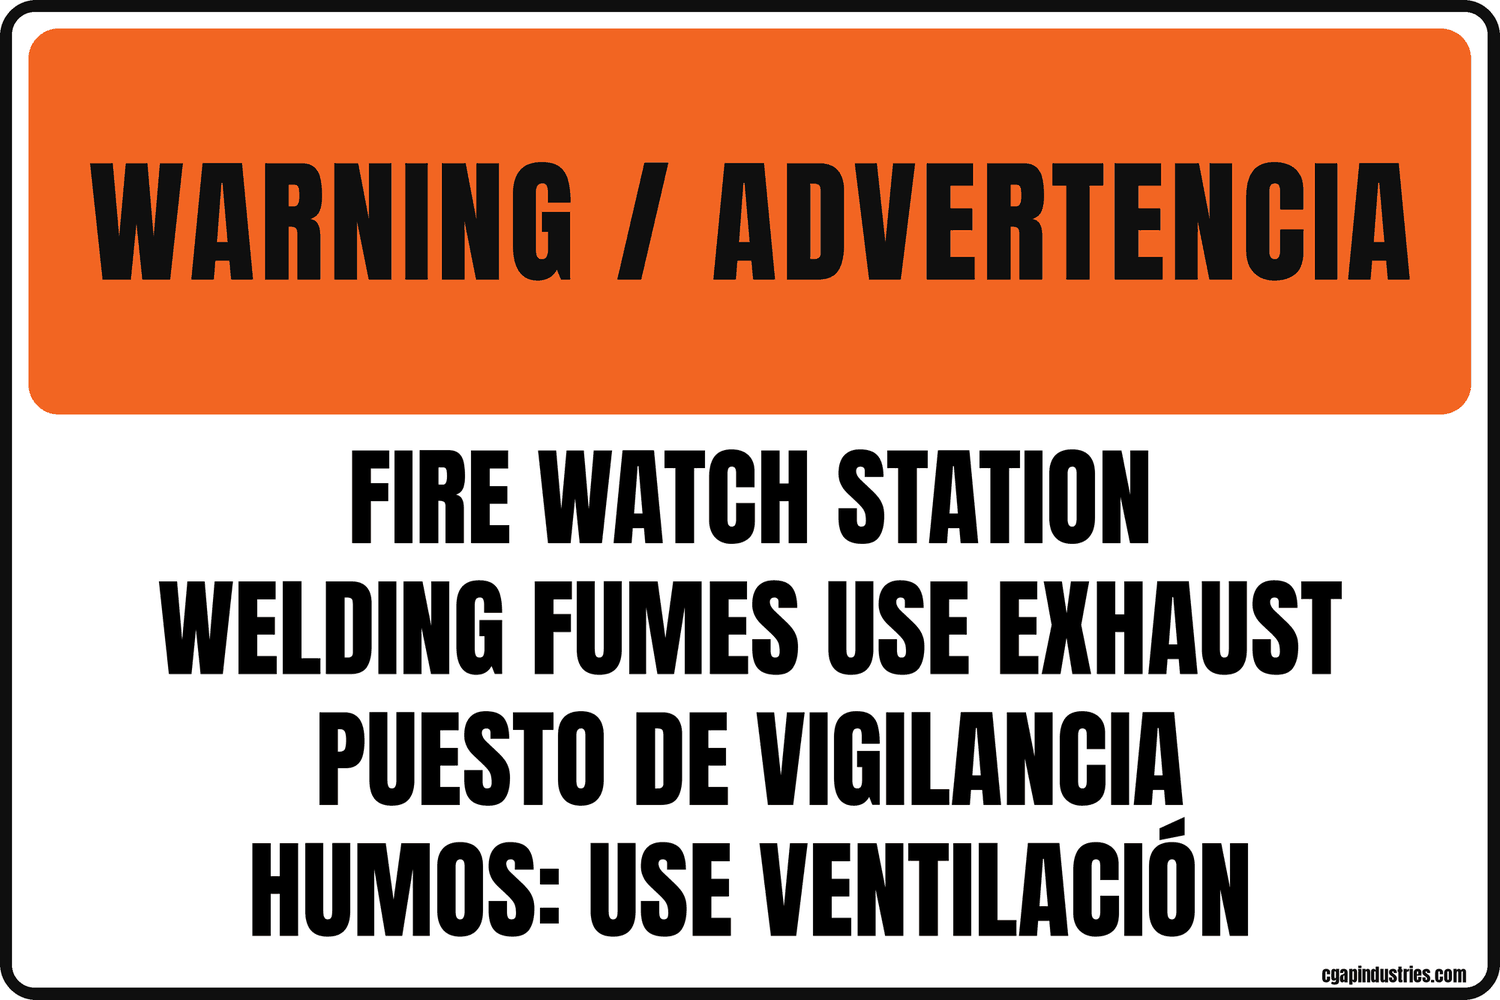 WARNING / ADVERTENCIA
FIRE WATCH STATION
WELDING FUMES USE EXHAUST
PUESTO DE VIGILANCIA
HUMOS: USE VENTILACIÓN
cgapindustries.com